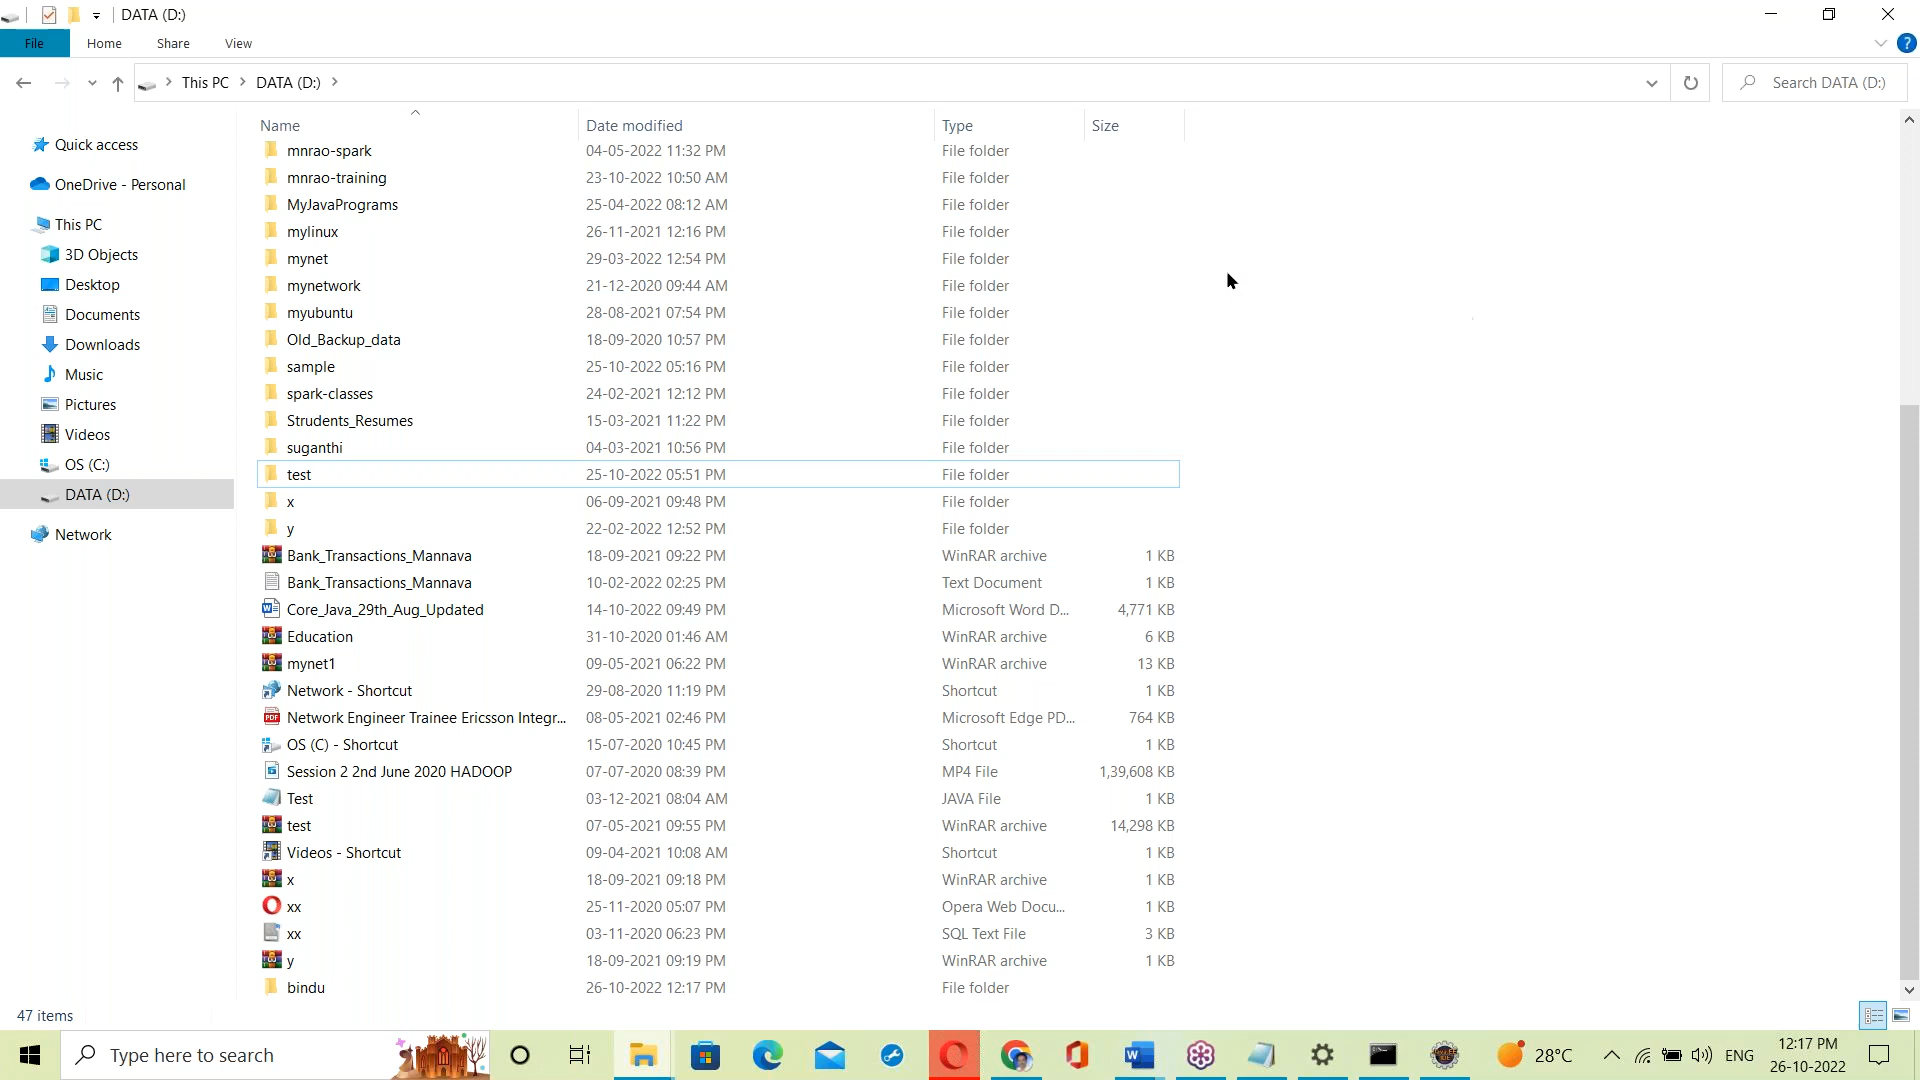 DATA (D:)
File Home Share View
This PC DATA (D:) Search DATA (D:)
Name Date modified Type Size
Quick access
OneDrive - Personal
This PC
3D Objects
Desktop
Documents
Downloads
Music
Pictures
Videos
OS (C:)
DATA (D:)
Network
mnrao-spark 04-05-2022 11:32 PM File folder
mnrao-training 23-10-2022 10:50 AM File folder
MyJavaPrograms 25-04-2022 08:12 AM File folder
mylinux 26-11-2021 12:16 PM File folder
mynet 29-03-2022 12:54 PM File folder
mynetwork 21-12-2020 09:44 AM File folder
myubuntu 28-08-2021 07:54 PM File folder
Old_Backup_data 18-09-2020 10:57 PM File folder
sample 25-10-2022 05:16 PM File folder
spark-classes 24-02-2021 12:12 PM File folder
Strudents_Resumes 15-03-2021 11:22 PM File folder
suganthi 04-03-2021 10:56 PM File folder
test 25-10-2022 05:51 PM File folder
x 06-09-2021 09:48 PM File folder
y 22-02-2022 12:52 PM File folder
Bank_Transactions_Mannava 18-09-2021 09:22 PM WinRAR archive 1 KB
Bank_Transactions_Mannava 10-02-2022 02:25 PM Text Document 1 KB
Core_Java_29th_Aug_Updated 14-10-2022 09:49 PM Microsoft Word D... 4,771 KB
Education 31-10-2020 01:46 AM WinRAR archive 6 KB
mynet1 09-05-2021 06:22 PM WinRAR archive 13 KB
Network - Shortcut 29-08-2020 11:19 PM Shortcut 1 KB
Network Engineer Trainee Ericsson Integr... 08-05-2021 02:46 PM Microsoft Edge PD... 764 KB
OS (C) - Shortcut 15-07-2020 10:45 PM Shortcut 1 KB
Session 2 2nd June 2020 HADOOP 07-07-2020 08:39 PM MP4 File 1,39,608 KB
Test 03-12-2021 08:04 AM JAVA File 1 KB
test 07-05-2021 09:55 PM WinRAR archive 14,298 KB
Videos - Shortcut 09-04-2021 10:08 AM Shortcut 1 KB
x 18-09-2021 09:18 PM WinRAR archive 1 KB
xx 25-11-2020 05:07 PM Opera Web Docu... 1 KB
xx 03-11-2020 06:23 PM SQL Text File 3 KB
y 18-09-2021 09:19 PM WinRAR archive 1 KB
bindu 26-10-2022 12:17 PM File folder
47 items
Type here to search 28°C ENG 12:17 PM
26-10-2022